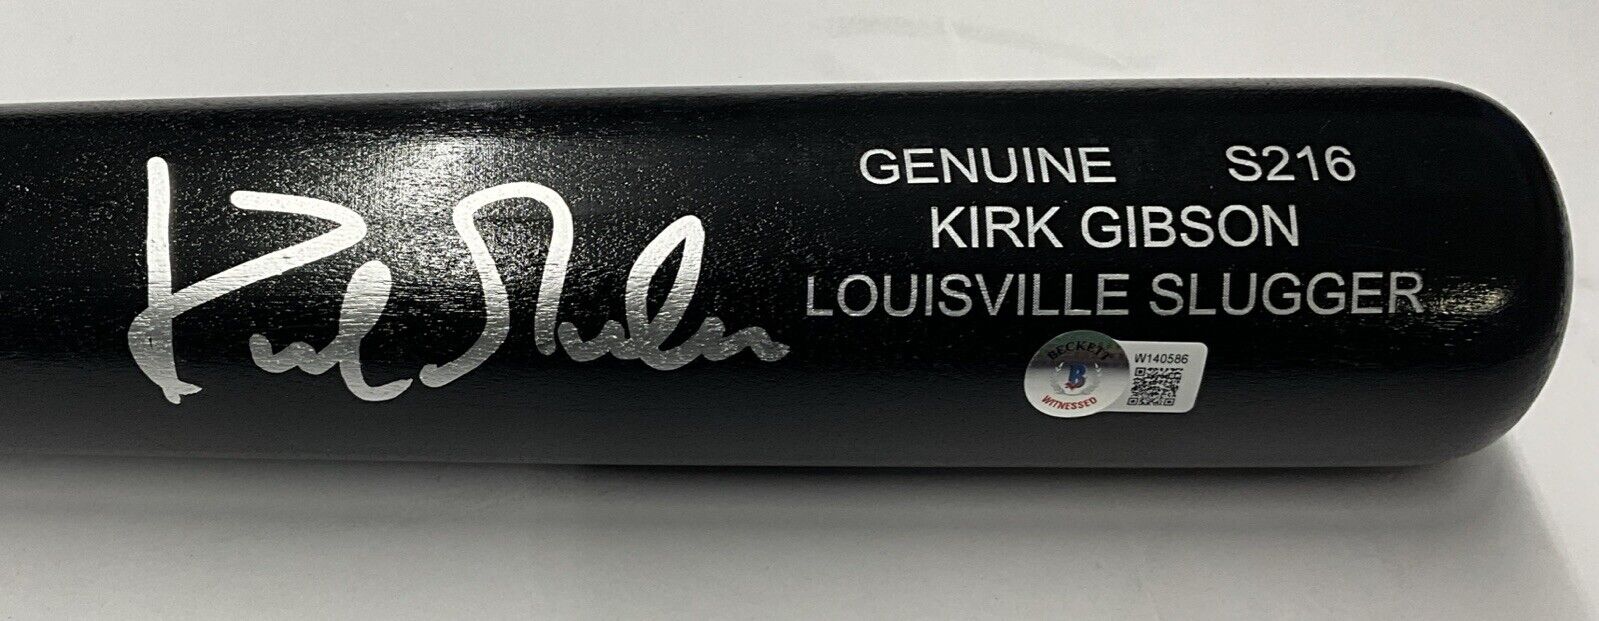 GENUINE S216
KIRK GIBSON
LOUISVILLE SLUGGER
BECKETT
B
WITNESSED
W140586